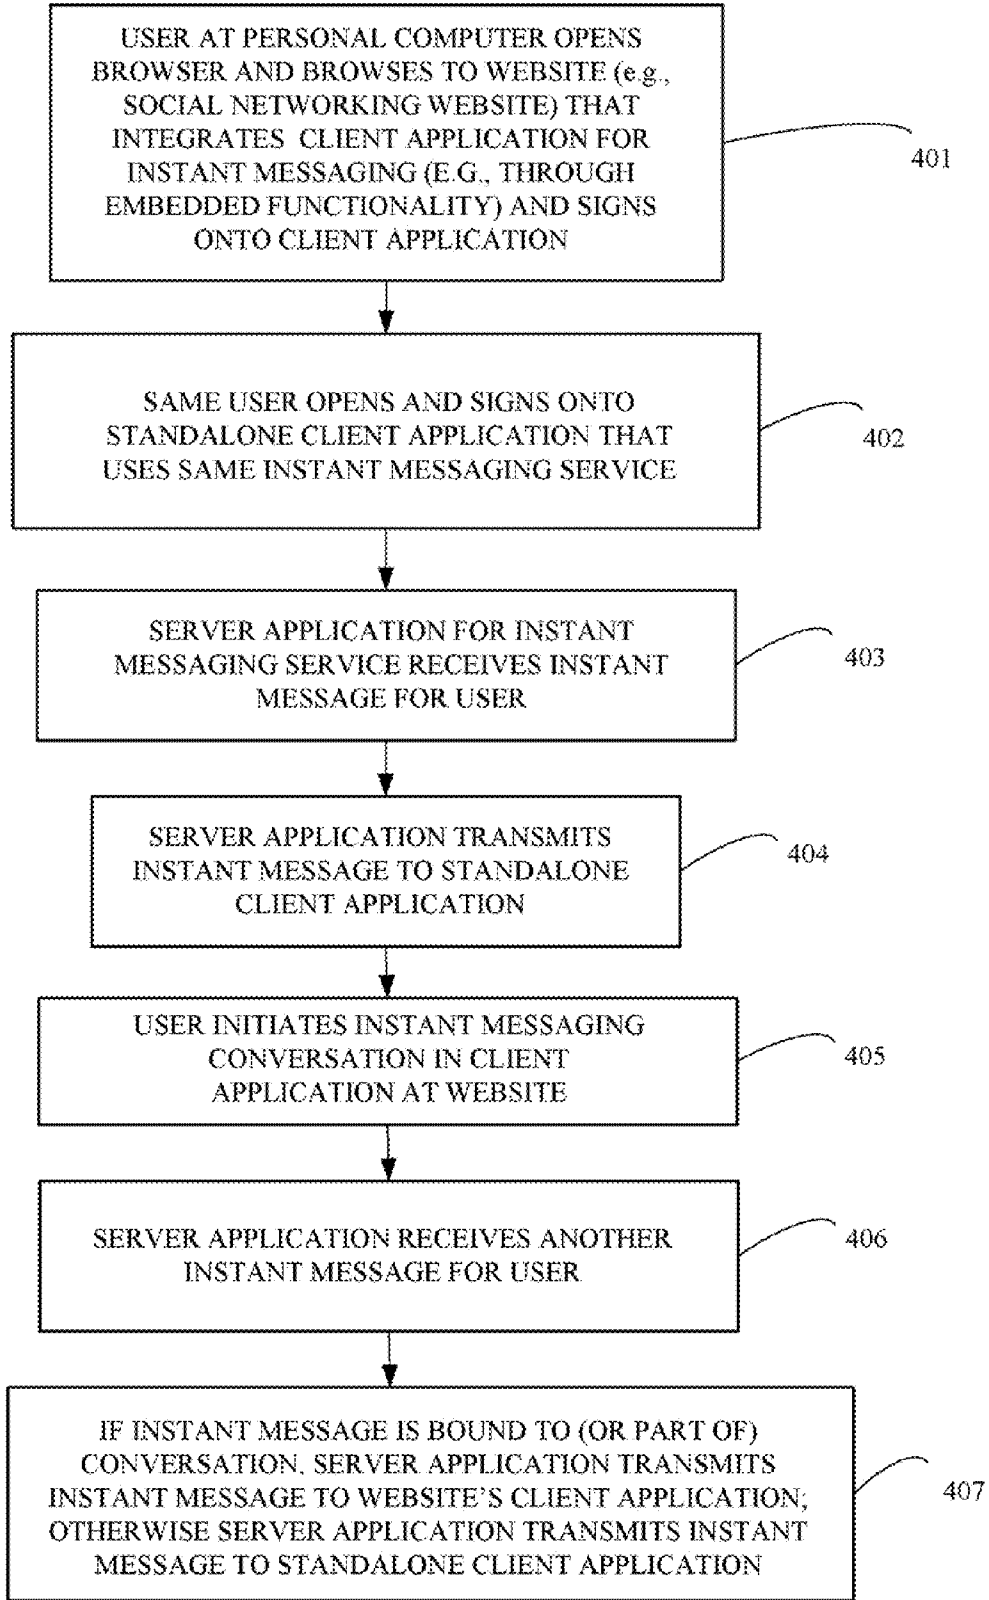 USER AT PERSONAL COMPUTER OPENS
BROWSER AND BROWSES TO WEBSITE (e.g.,
SOCIAL NETWORKING WEBSITE) THAT
INTEGRATES CLIENT APPLICATION FOR
INSTANT MESSAGING (E.G., THROUGH
EMBEDDED FUNCTIONALITY) AND SIGNS
ONTO CLIENT APPLICATION
401
SAME USER OPENS AND SIGNS ONTO
STANDALONE CLIENT APPLICATION THAT
USES SAME INSTANT MESSAGING SERVICE
402
SERVER APPLICATION FOR INSTANT
MESSAGING SERVICE RECEIVES INSTANT
MESSAGE FOR USER
403
SERVER APPLICATION TRANSMITS
INSTANT MESSAGE TO STANDALONE
CLIENT APPLICATION
404
USER INITIATES INSTANT MESSAGING
CONVERSATION IN CLIENT
APPLICATION AT WEBSITE
405
SERVER APPLICATION RECEIVES ANOTHER
INSTANT MESSAGE FOR USER
406
IF INSTANT MESSAGE IS BOUND TO (OR PART OF)
CONVERSATION, SERVER APPLICATION TRANSMITS
INSTANT MESSAGE TO WEBSITE'S CLIENT APPLICATION;
OTHERWISE SERVER APPLICATION TRANSMITS INSTANT
MESSAGE TO STANDALONE CLIENT APPLICATION
407